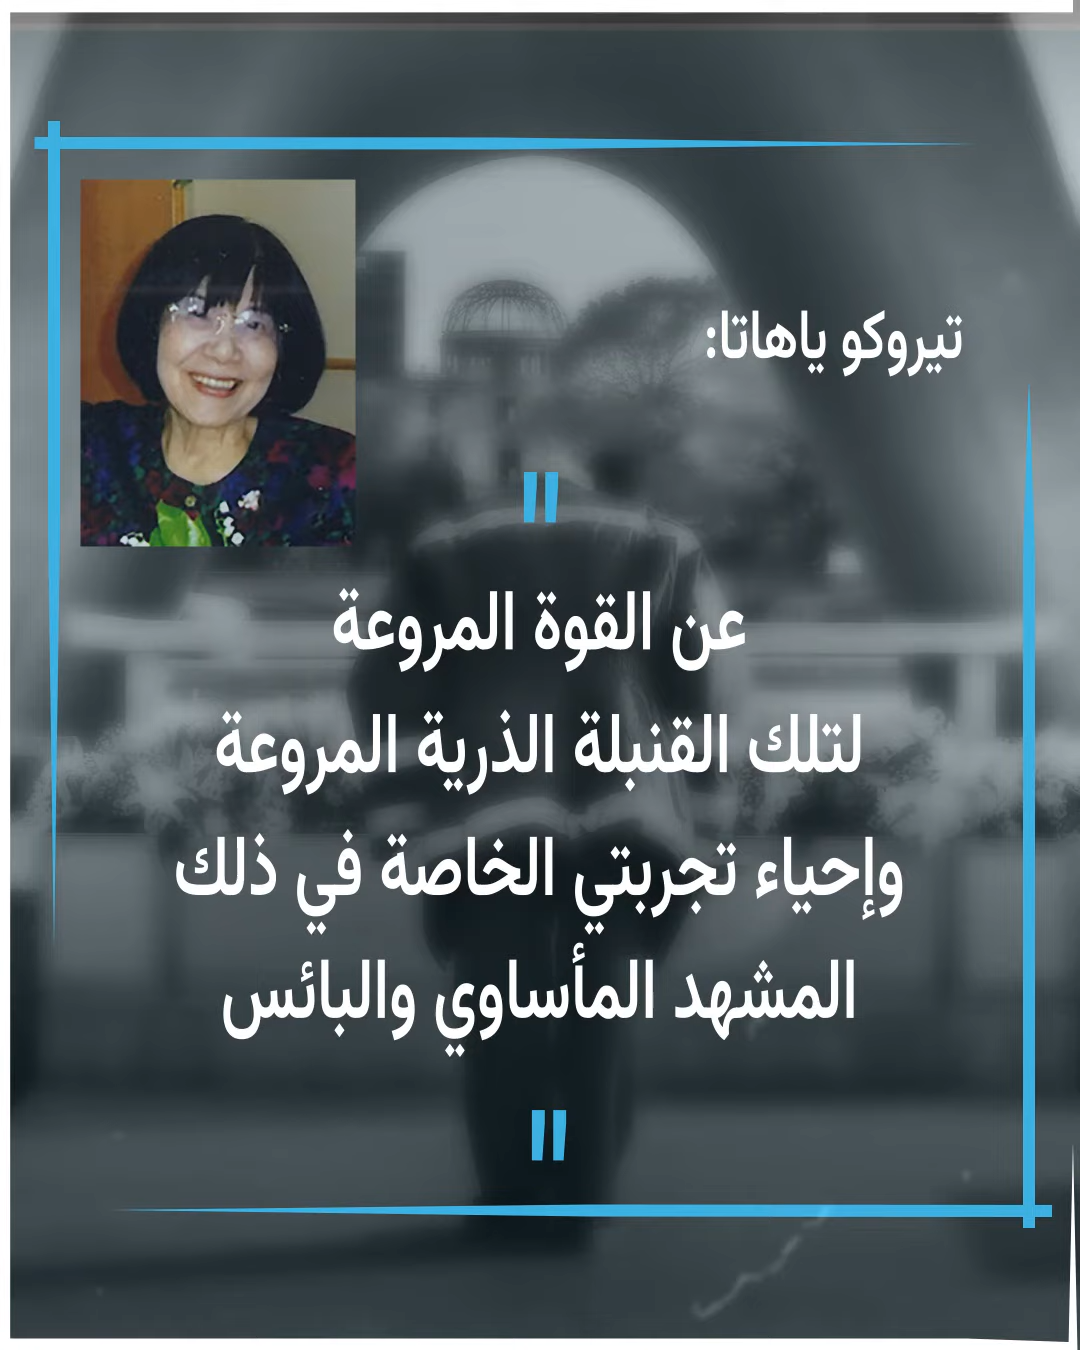 تيروكو ياهاتا:
"
عن القوة المروعة
لتلك القنبلة الذرية المروعة
وإحياء تجربتي الخاصة في ذلك
المشهد المأساوي والبائس
"